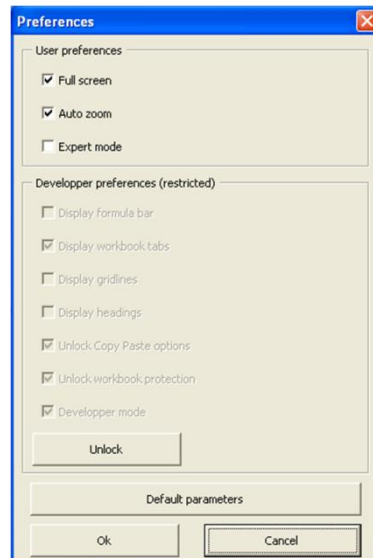 Preferences
User preferences
Full screen
Auto zoom
Expert mode
Developper preferences (restricted)
Display formula bar
Display workbook tabs
Display gridlines
Display headings
Unlock Copy Paste options
Unlock workbook protection
Developper mode
Unlock
Default parameters
Ok Cancel